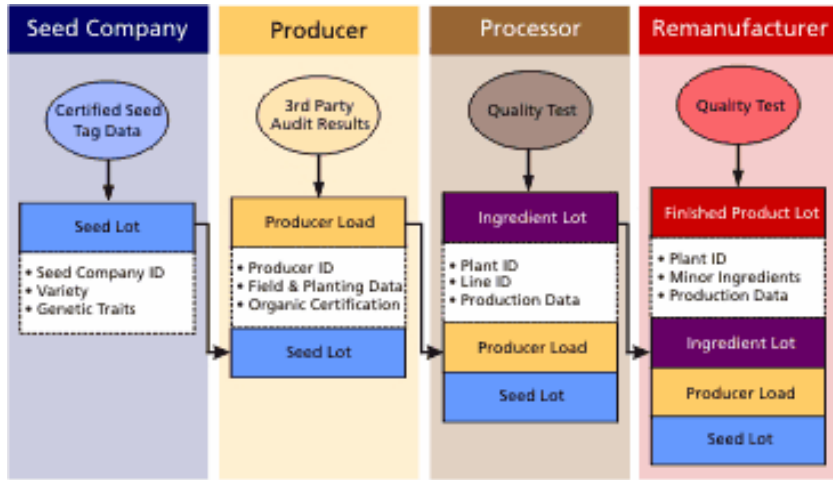 Seed Company
Certified Seed
Tag Data
Seed Lot
• Seed Company ID
• Variety
• Genetic Traits
Producer
3rd Party
Audit Results
Producer Load
• Producer ID
• Field & Planting Data
• Organic Certification
Seed Lot
Processor
Quality Test
Ingredient Lot
• Plant ID
• Line ID
• Production Data
Producer Load
Seed Lot
Remanufacturer
Quality Test
Finished Product Lot
• Plant ID
• Minor Ingredients
• Production Data
Ingredient Lot
Producer Load
Seed Lot